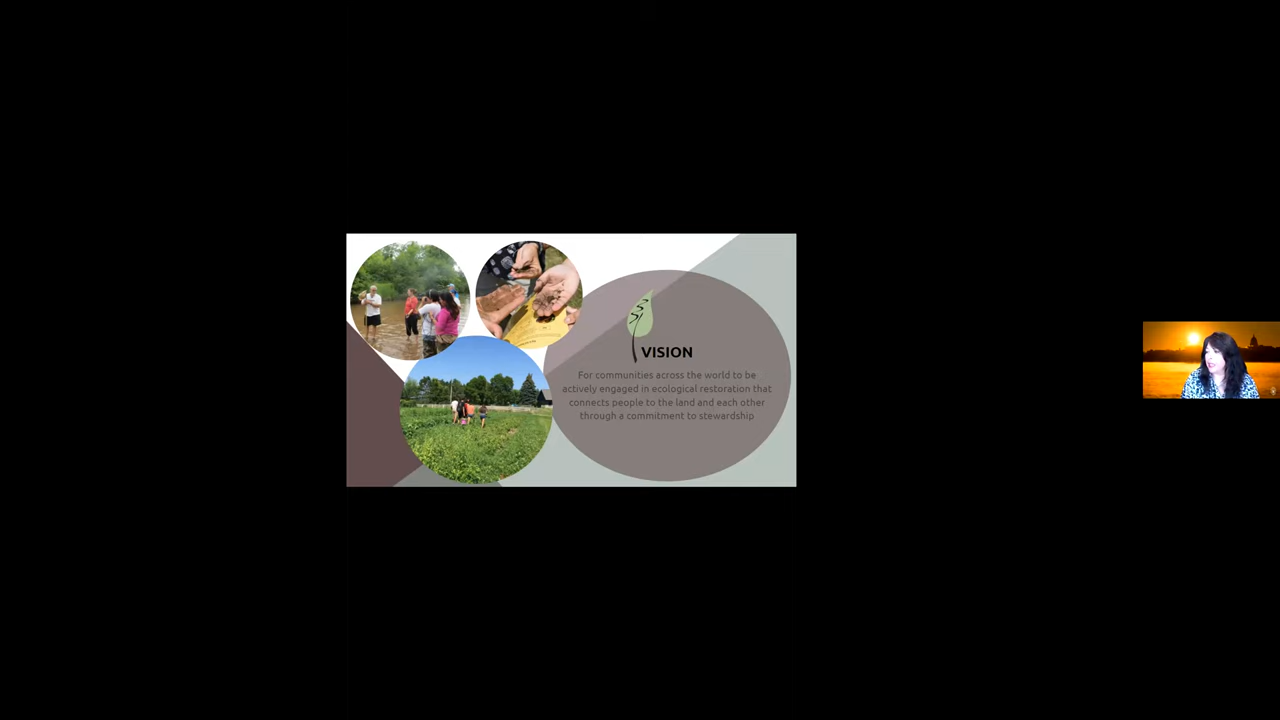 VISION
For communities across the world to be
actively engaged in ecological restoration that
connects people to the land and each other
through a commitment to stewardship